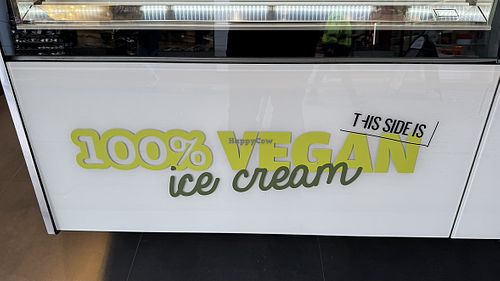 THIS SIDE IS
100% VEGAN
HappyCow
ice cream